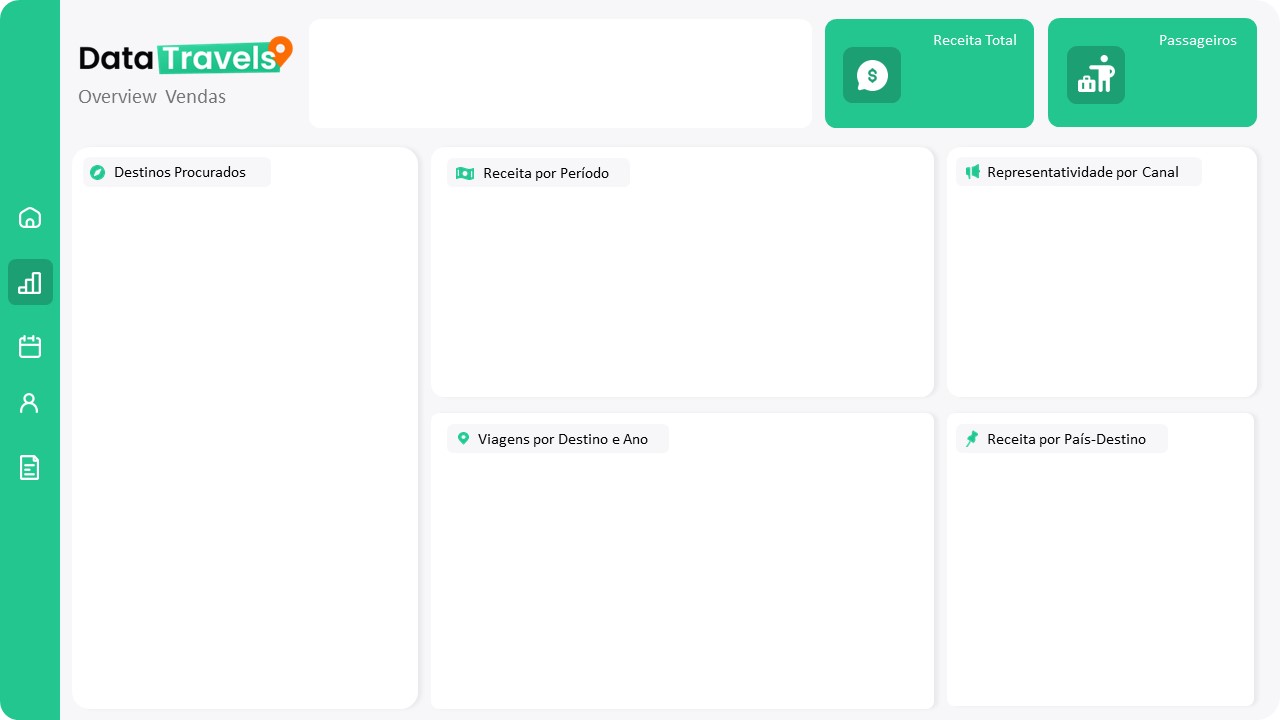 Data Travels
Overview Vendas
Receita Total
Passageiros
Destinos Procurados
Receita por Período
Representatividade por Canal
Viagens por Destino e Ano
Receita por País-Destino